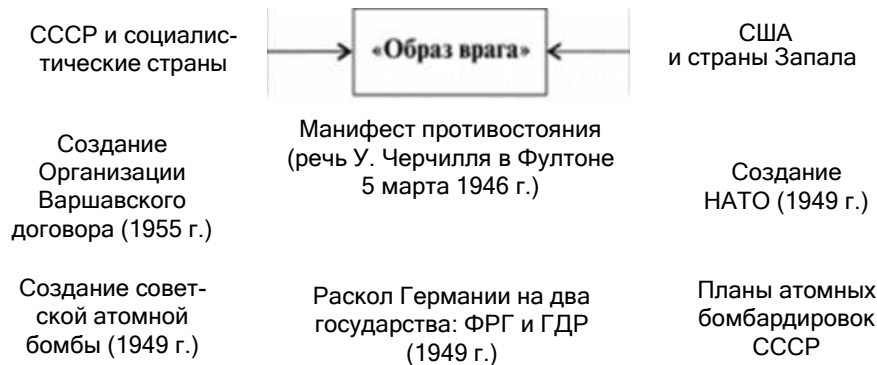 СССР и социалис-
тические страны
«Образ врага»
США
и страны Запала
Создание
Организации
Варшавского
договора (1955 г.)
Манифест противостояния
(речь У. Черчилля в Фултоне
5 марта 1946 г.)
Создание
НАТО (1949 г.)
Создание совет-
ской атомной
бомбы (1949 г.)
Раскол Германии на два
государства: ФРГ и ГДР
(1949 г.)
Планы атомных
бомбардировок
СССР